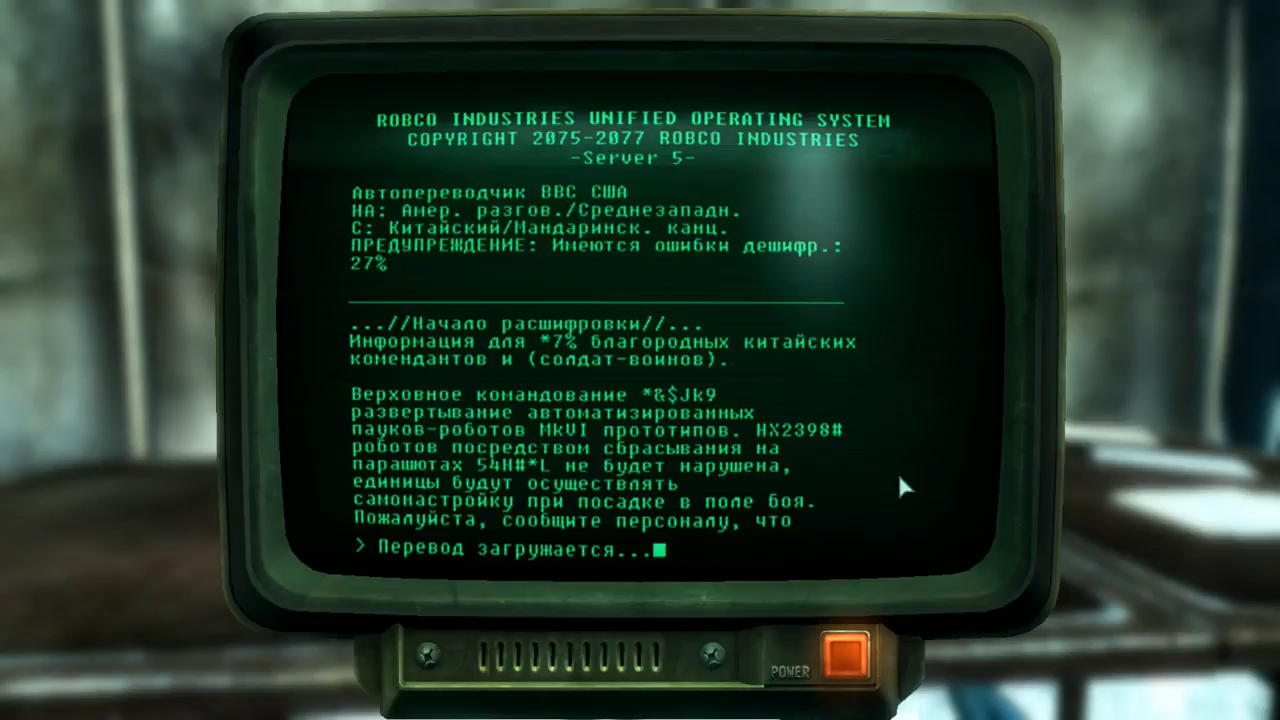 ROBCO INDUSTRIES UNIFIED OPERATING SYSTEM
COPYRIGHT 2075-2077 ROBCO INDUSTRIES
-Server 5-
Автопереводчик ВВС США
НА: Амер. разгов./Среднезападн.
С: Китайский/Мандаринск. канц.
ПРЕДУПРЕЖДЕНИЕ: Имеются ошибки дешифр.:
27%
...//Начало расшифровки//...
Информация для *7% благородных китайских
комендантов и (солдат-воинов).
Верховное командование *&$Jk9
развертывание автоматизированных
пауков-роботов MkVI прототипов. HX2398#
роботов посредством сбрасывания на
парашютах 54H#*L не будет нарушена,
единицы будут осуществлять
самонастройку при посадке в поле боя.
Пожалуйста, сообщите персоналу, что
> Перевод загружается...
POWER